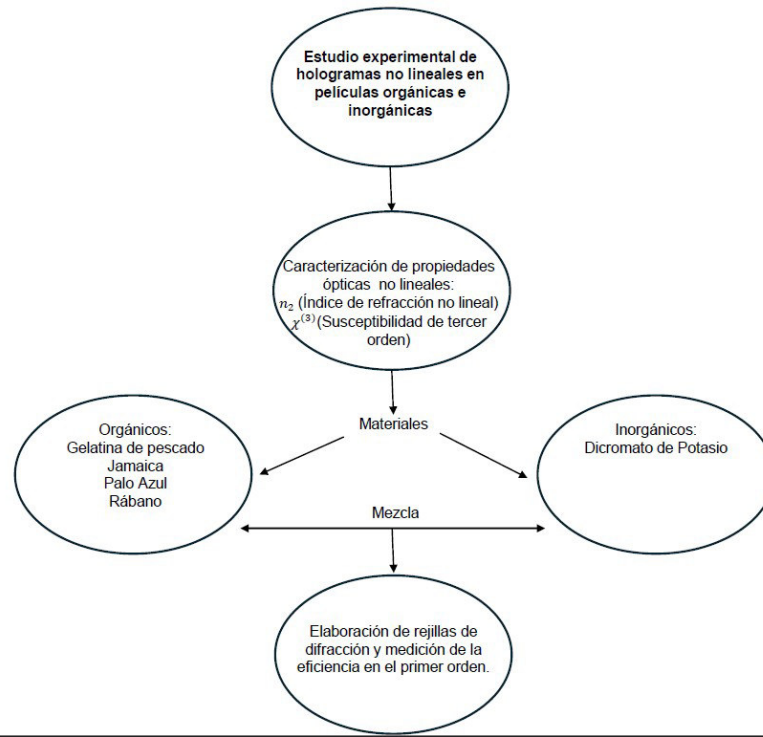 Estudio experimental de
hologramas no lineales en
películas orgánicas e
inorgánicas
Caracterización de propiedades
ópticas no lineales:
n₂ (Índice de refracción no lineal)
χ⁽³⁾(Susceptibilidad de tercer
orden)
Materiales
Orgánicos:
Gelatina de pescado
Jamaica
Palo Azul
Rábano
Inorgánicos:
Dicromato de Potasio
Mezcla
Elaboración de rejillas de
difracción y medición de la
eficiencia en el primer orden.